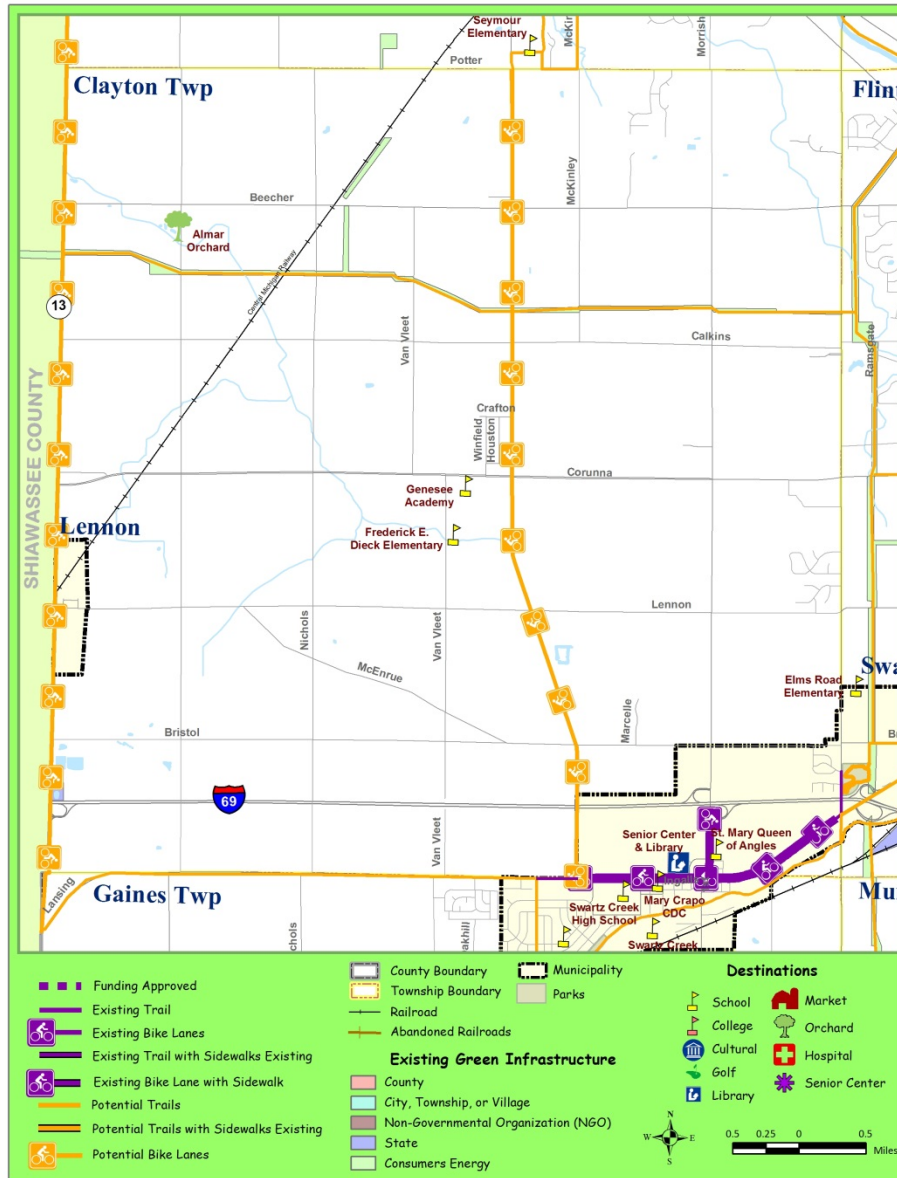 Seymour
Elementary
McKin
Morrish
Potter
Clayton Twp
Flin
McKinley
Beecher
Almar
Orchard
Central Michigan Railway
13
Van Vleet
Calkins
Ramsgate
SHIAWASSEE COUNTY
Crafton
Winfield
Houston
Corunna
Genesee
Academy
Lennon
Frederick E.
Dieck Elementary
Lennon
Nichols
Van Vleet
McEnrue
Swa
Elms Road
Elementary
Marcelle
Bristol
69
Van Vleet
Senior Center
& Library
St. Mary Queen
of Angles
Ingalls
Lansing
Gaines Twp
Mu
Swartz Creek
High School
Mary Crapo
CDC
Swartz Creek
chols
akhill
Funding Approved
Existing Trail
Existing Bike Lanes
Existing Trail with Sidewalks Existing
Existing Bike Lane with Sidewalk
Potential Trails
Potential Trails with Sidewalks Existing
Potential Bike Lanes
County Boundary
Township Boundary
Railroad
Abandoned Railroads
Municipality
Parks
Existing Green Infrastructure
County
City, Township, or Village
Non-Governmental Organization (NGO)
State
Consumers Energy
Destinations
School
College
Cultural
Golf
Library
Market
Orchard
Hospital
Senior Center
N
W E
S
0.5 0.25 0 0.5
Miles